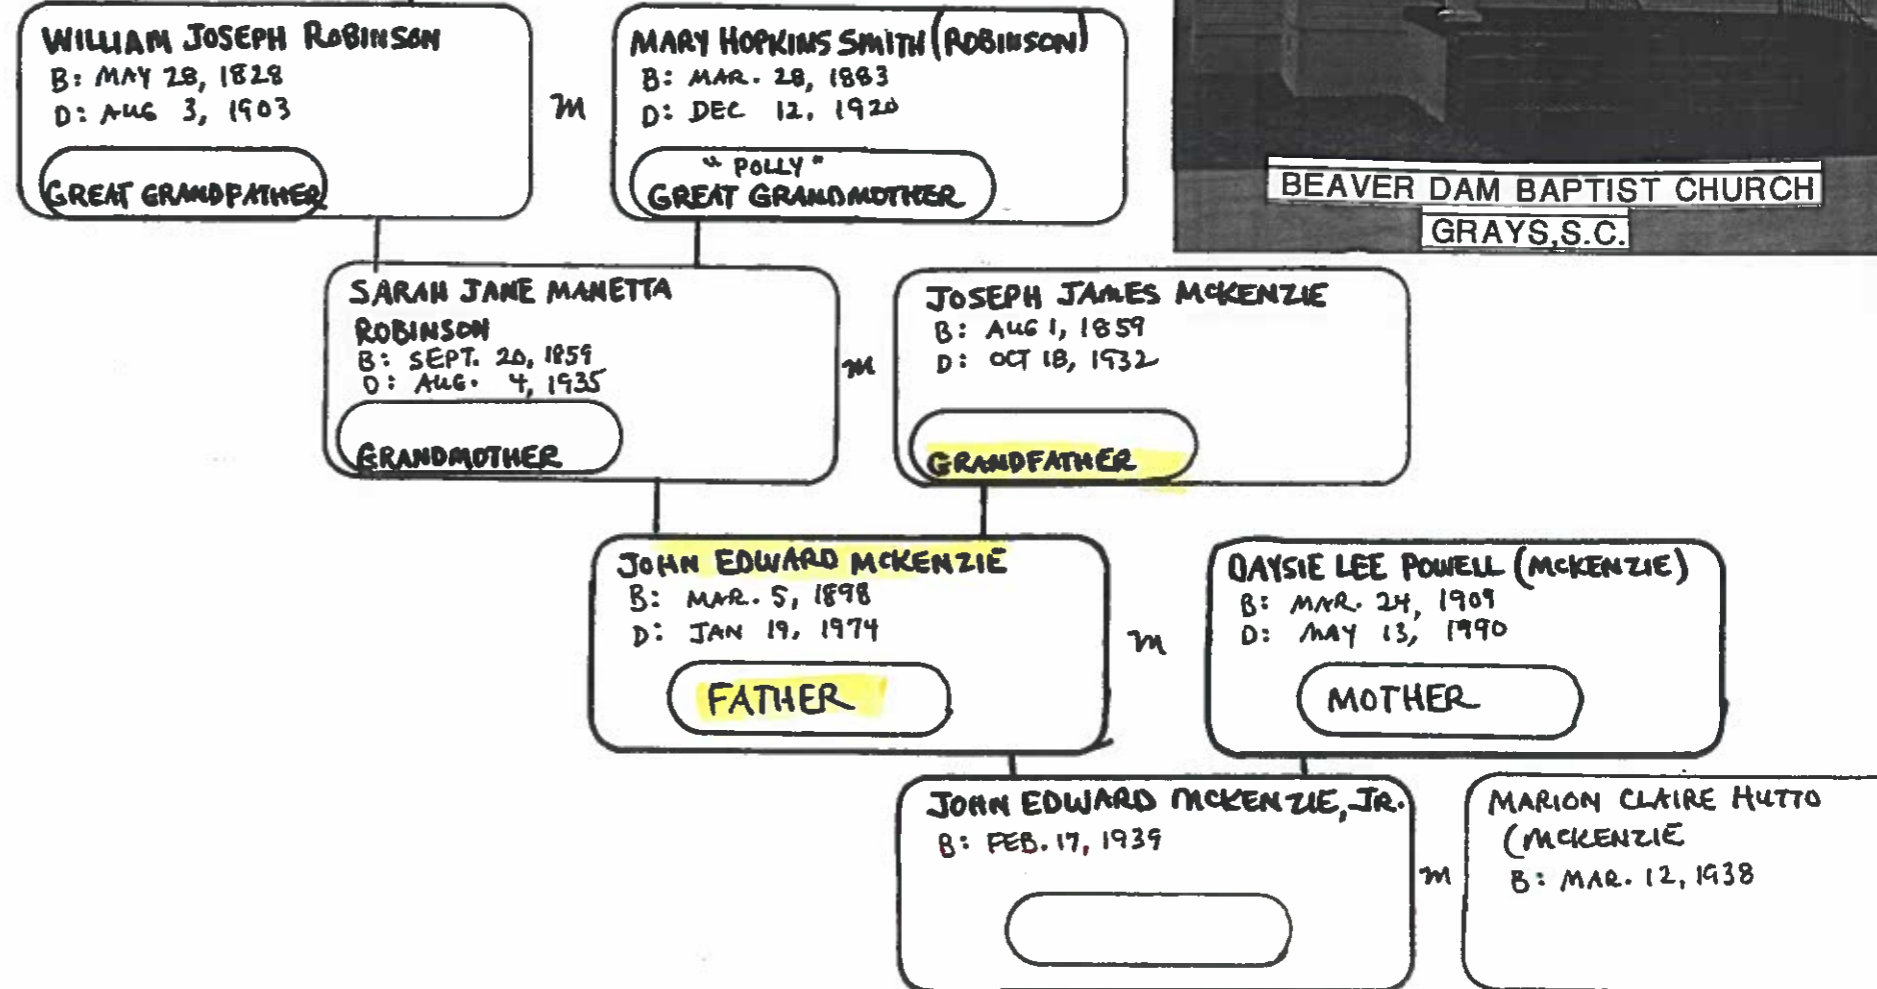 WILLIAM JOSEPH ROBINSON
B: MAY 28, 1828
D: AUG 3, 1903
GREAT GRANDFATHER
m
MARY HOPKINS SMITH (ROBINSON)
B: MAR. 28, 1883
D: DEC 12, 1920
"POLLY"
GREAT GRANDMOTHER
BEAVER DAM BAPTIST CHURCH
GRAYS,S.C.
SARAH JANE MANETTA
ROBINSON
B: SEPT. 20, 1859
D: AUG. 4, 1935
GRANDMOTHER
m
JOSEPH JAMES MCKENZIE
B: AUG 1, 1859
D: OCT 18, 1932
GRANDFATHER
JOHN EDWARD MCKENZIE
B: MAR. 5, 1898
D: JAN 19, 1974
FATHER
m
DAYSIE LEE POWELL (MCKENZIE)
B: MAR. 24, 1909
D: MAY 13, 1990
MOTHER
JOHN EDWARD MCKENZIE, JR.
B: FEB. 17, 1939
m
MARION CLAIRE HUTTO
(MCKENZIE
B: MAR. 12, 1938